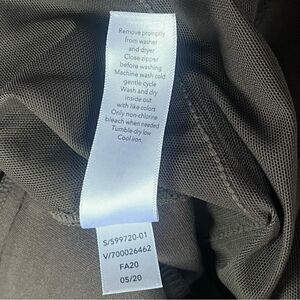 Remove promptly
from washer
and dryer
Close zipper
before washing
Machine wash cold
gentle cycle
Wash and dry
inside out
with like colors
Only non-chlorine
bleach when needed
Tumble dry low
Cool iron.
S/599720-01
V/700026462
FA20
05/20